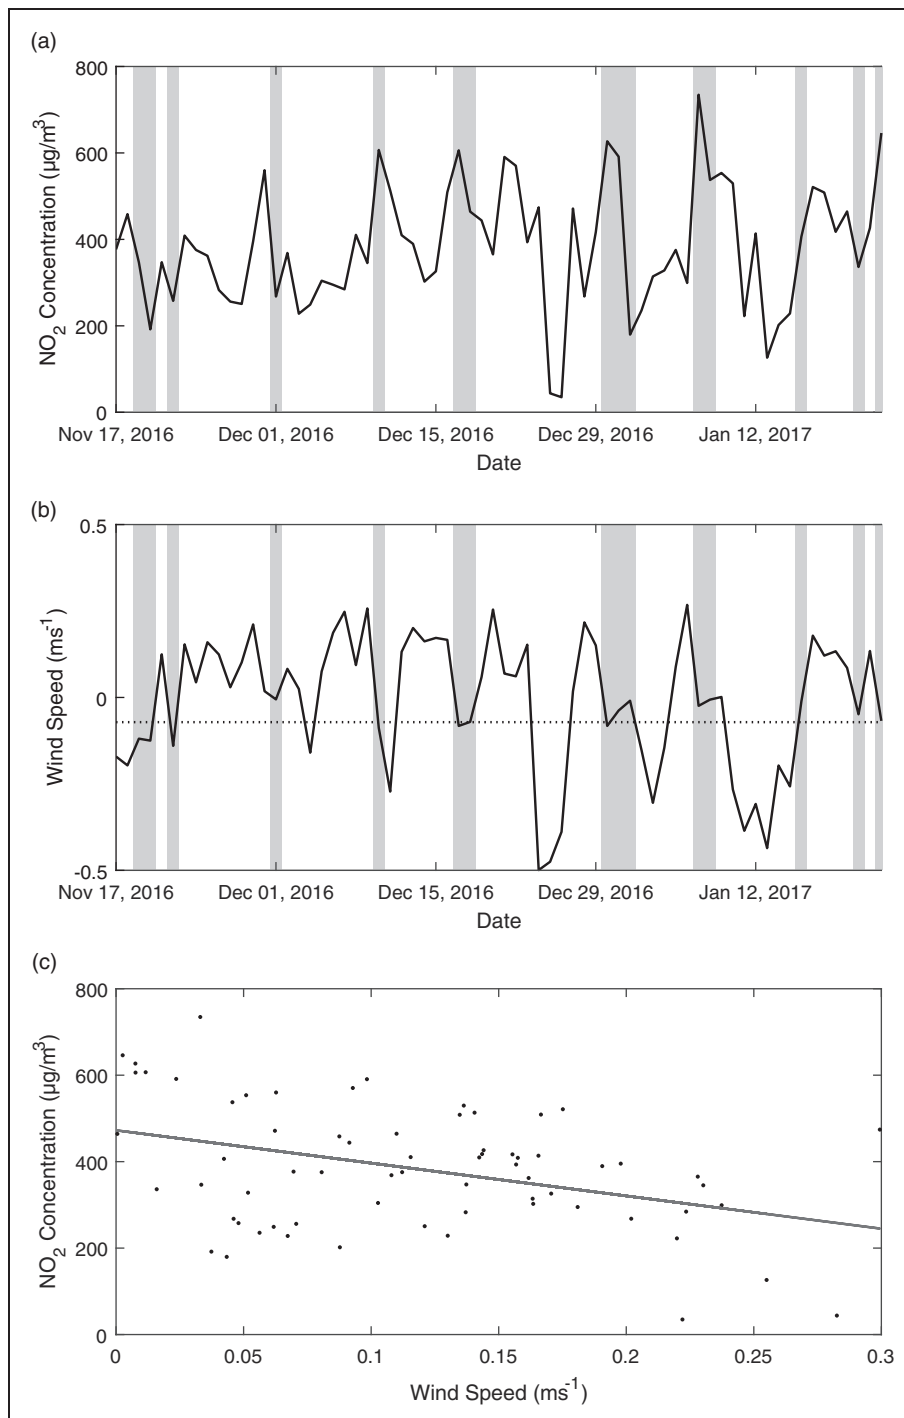 (a)
800
600
400
200
0
NO2 Concentration (μg/m3)
Nov 17, 2016 Dec 01, 2016 Dec 15, 2016 Dec 29, 2016 Jan 12, 2017
Date
(b)
0.5
0
-0.5
Wind Speed (ms-1)
Nov 17, 2016 Dec 01, 2016 Dec 15, 2016 Dec 29, 2016 Jan 12, 2017
Date
(c)
800
600
400
200
0
NO2 Concentration (μg/m3)
0 0.05 0.1 0.15 0.2 0.25 0.3
Wind Speed (ms-1)